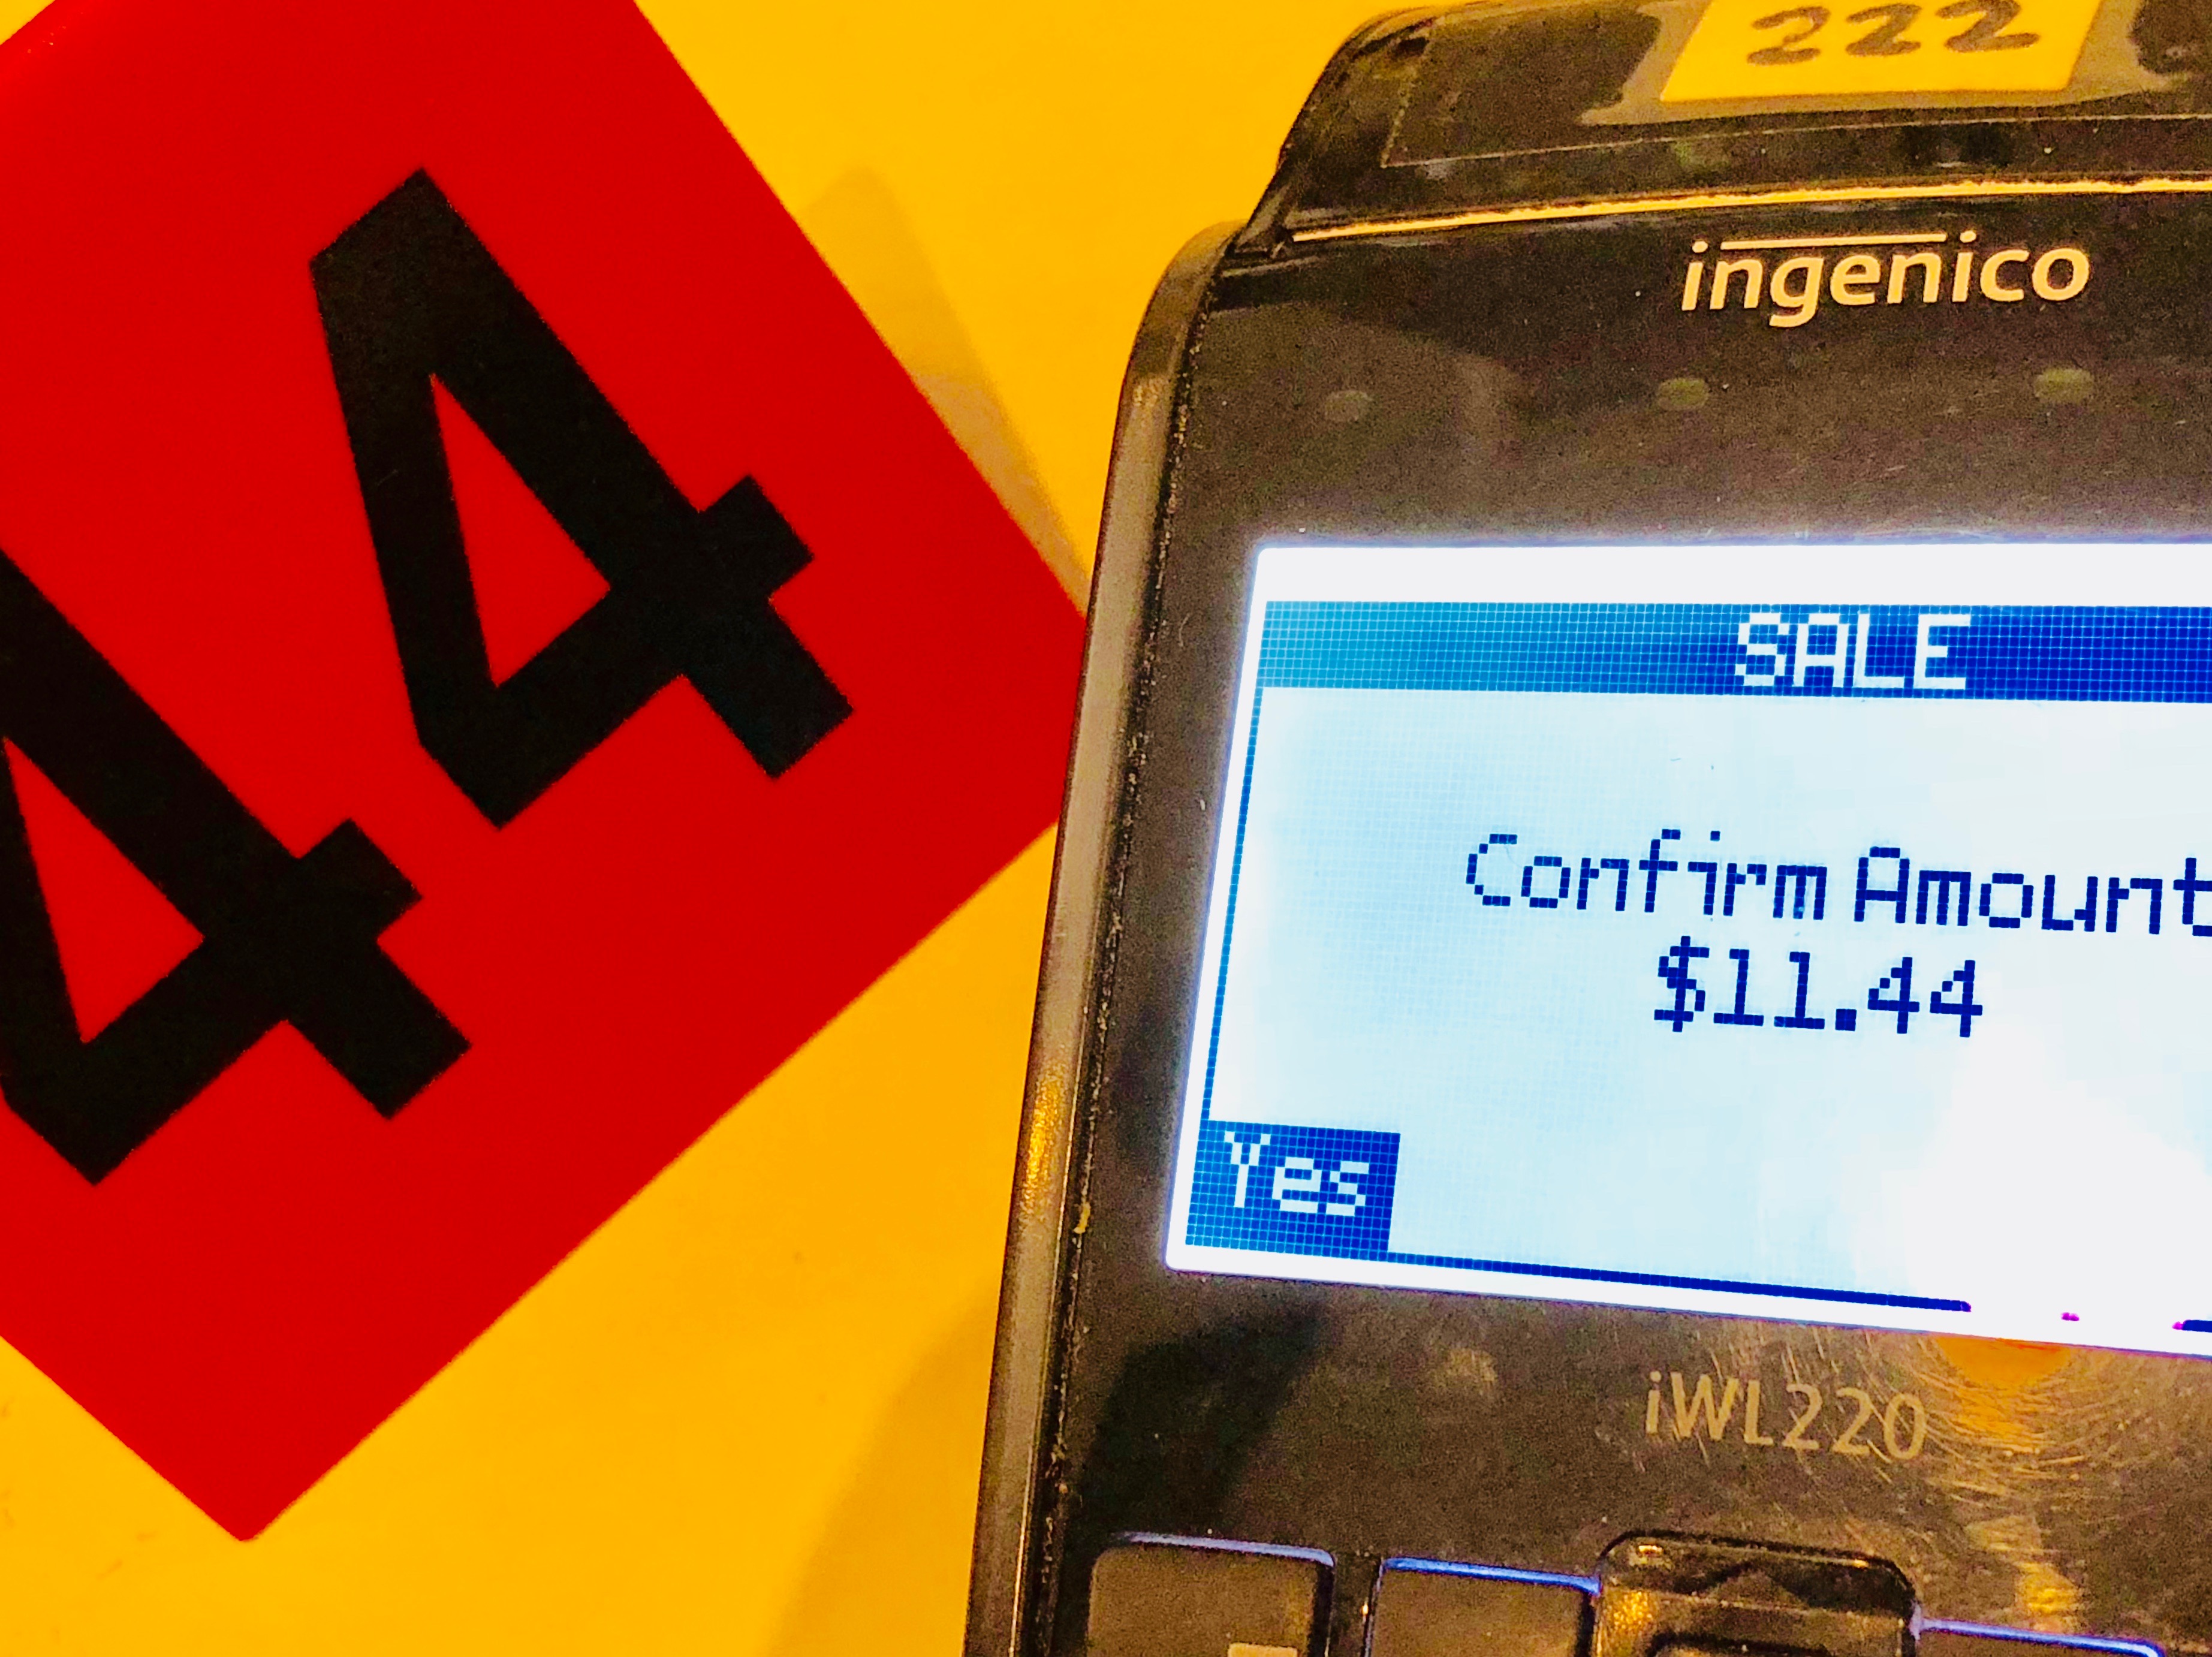 44
222
ingenico
SALE
Confirm Amount
$11.44
Yes
iWL220